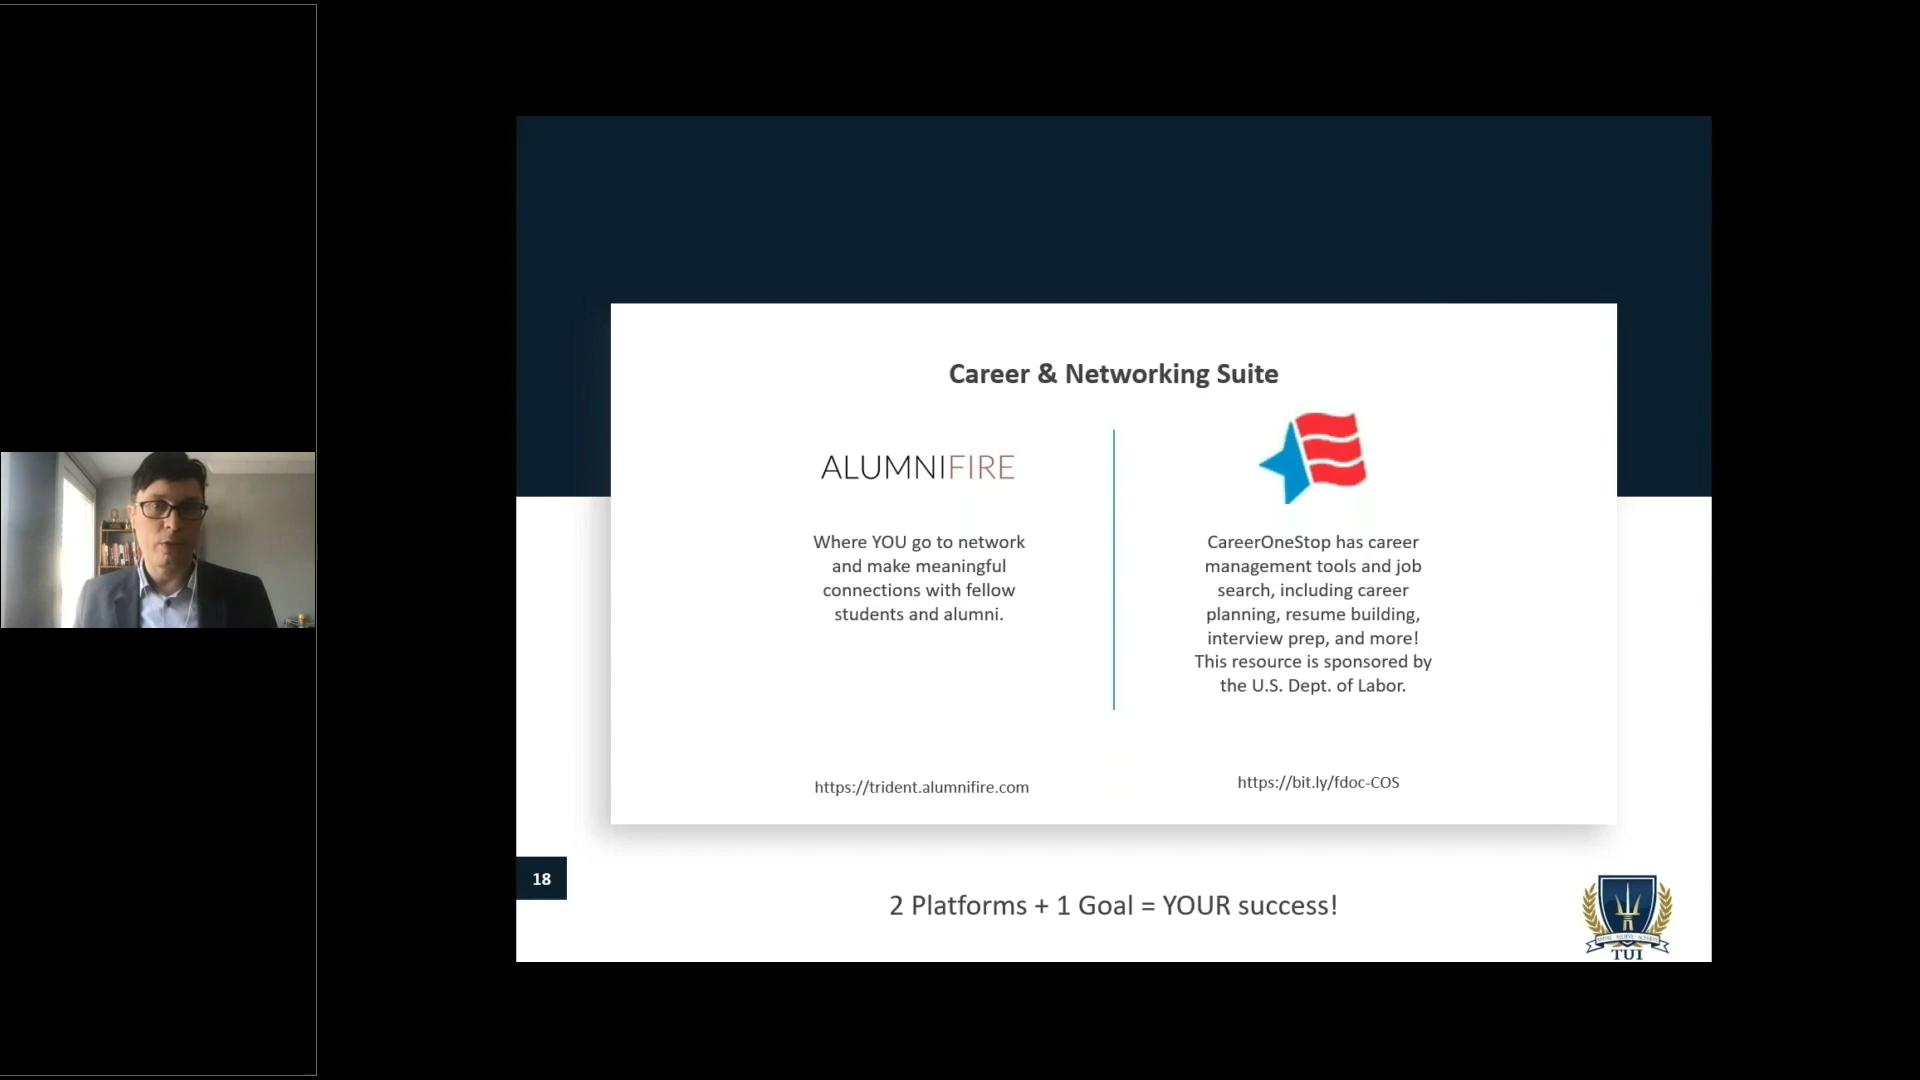 Career & Networking Suite
ALUMNIFIRE
Where YOU go to network
and make meaningful
connections with fellow
students and alumni.
https://trident.alumnifire.com
CareerOneStop has career
management tools and job
search, including career
planning, resume building,
interview prep, and more!
This resource is sponsored by
the U.S. Dept. of Labor.
https://bit.ly/fdoc-COS
18
2 Platforms + 1 Goal = YOUR success!
TUI